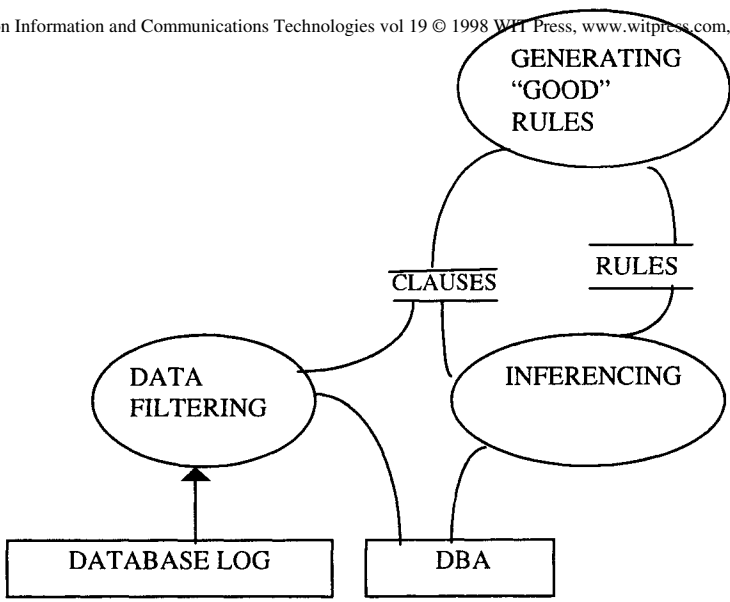 n Information and Communications Technologies vol 19 © 1998 WIT Press, www.witpress.com,
GENERATING
“GOOD”
RULES
CLAUSES
RULES
DATA
FILTERING
INFERENCING
DATABASE LOG
DBA